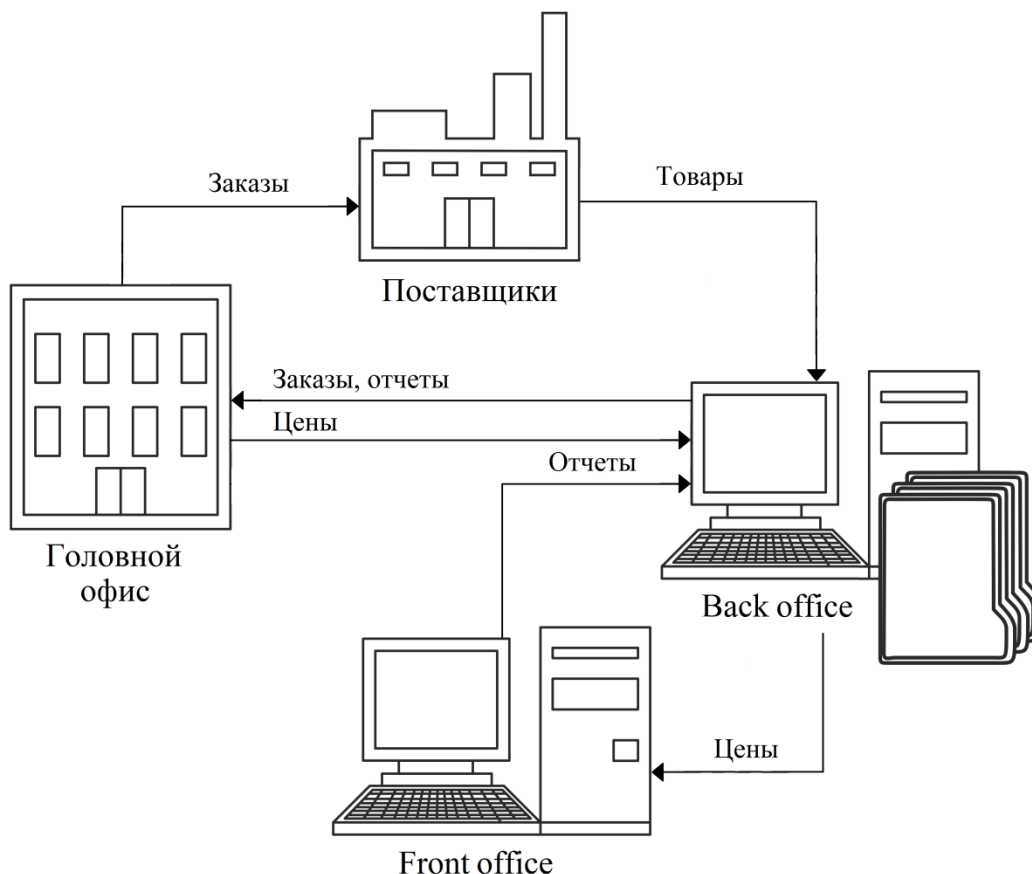 Заказы
Товары
Поставщики
Заказы, отчеты
Цены
Отчеты
Головной
офис
Back office
Цены
Front office